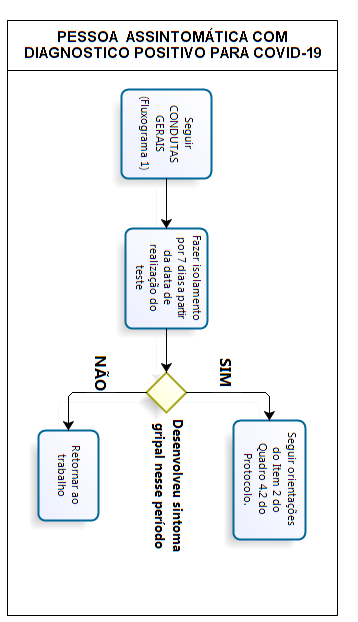 PESSOA ASSINTOMÁTICA COM
DIAGNOSTICO POSITIVO PARA COVID-19
Seguir
CONDUTAS
GERAIS
(Fluxograma 1)
Fazer isolamento
por 7 dias a partir
da data de
realização do
teste
Desenvolveu sintoma
gripal nesse período
SIM
Seguir orientações
do Item 2 do
Quadro 4.2 do
Protocolo.
NÃO
Retornar ao
trabalho